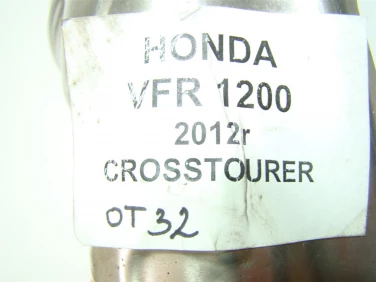 HONDA
VFR 1200
2012r
CROSSTOURER
OT 32